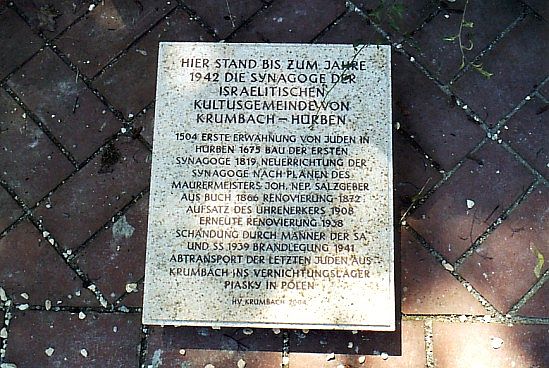 HIER STAND BIS ZUM JAHRE
1942 DIE SYNAGOGE DER
ISRAELITISCHEN
KULTUSGEMEINDE VON
KRUMBACH – HÜRBEN
1504 ERSTE ERWÄHNUNG VON JUDEN IN
HÜRBEN 1675 BAU DER ERSTEN
SYNAGOGE 1819 NEUERRICHTUNG DER
SYNAGOGE NACH PLÄNEN DES
MAURERMEISTERS JOH. NEP. SALZGEBER
AUS BUCH 1866 RENOVIERUNG 1872
AUFSATZ DES UHRENERKERS 1908
ERNEUTE RENOVIERUNG 1938
SCHÄNDUNG DURCH MÄNNER DER SA
UND SS 1939 BRANDLEGUNG 1941
ABTRANSPORT DER LETZTEN JUDEN AUS
KRUMBACH INS VERNICHTUNGSLAGER
PIASKY IN POLEN
HV KRUMBACH 2004